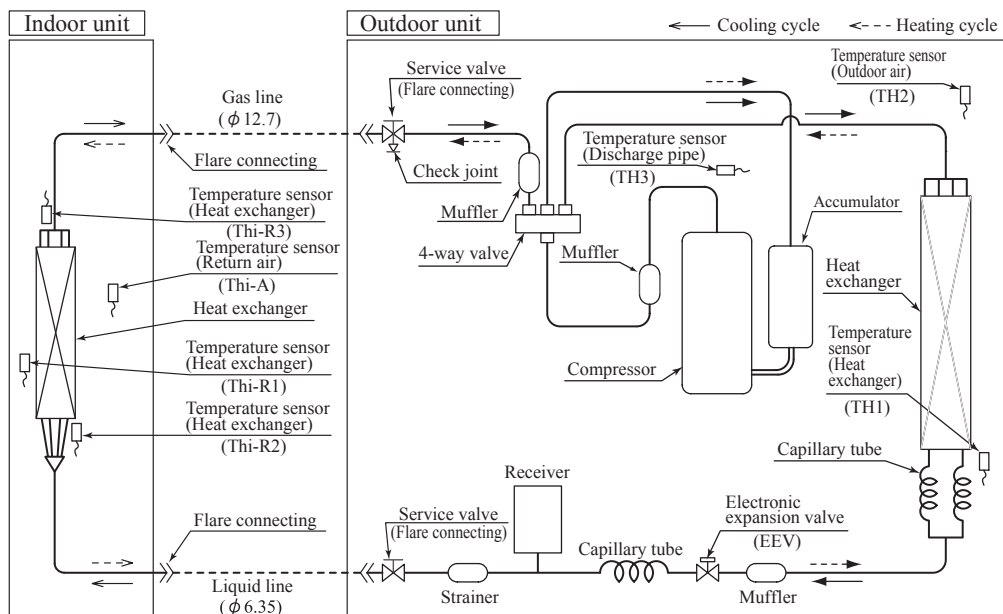 Indoor unit
Outdoor unit
Cooling cycle
Heating cycle
Gas line
(ϕ 12.7)
Flare connecting
Temperature sensor
(Heat exchanger)
(Thi-R3)
Temperature sensor
(Return air)
(Thi-A)
Heat exchanger
Temperature sensor
(Heat exchanger)
(Thi-R1)
Temperature sensor
(Heat exchanger)
(Thi-R2)
Flare connecting
Liquid line
(ϕ 6.35)
Service valve
(Flare connecting)
Check joint
Muffler
4-way valve
Muffler
Temperature sensor
(Discharge pipe)
(TH3)
Temperature sensor
(Outdoor air)
(TH2)
Accumulator
Heat
exchanger
Compressor
Temperature
sensor
(Heat
exchanger)
(TH1)
Capillary tube
Receiver
Service valve
(Flare connecting)
Strainer
Capillary tube
Electronic
expansion valve
(EEV)
Muffler